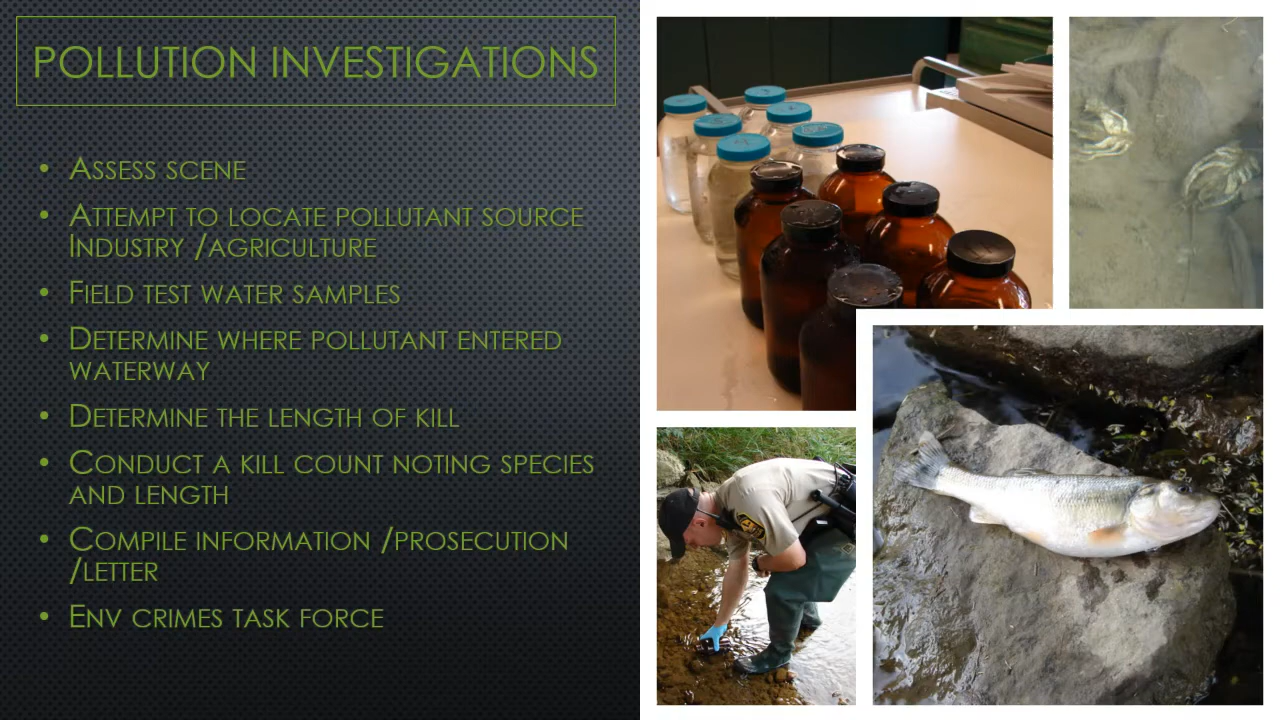 POLLUTION INVESTIGATIONS
• ASSESS SCENE
• ATTEMPT TO LOCATE POLLUTANT SOURCE
INDUSTRY /AGRICULTURE
• FIELD TEST WATER SAMPLES
• DETERMINE WHERE POLLUTANT ENTERED
WATERWAY
• DETERMINE THE LENGTH OF KILL
• CONDUCT A KILL COUNT NOTING SPECIES
AND LENGTH
• COMPILE INFORMATION /PROSECUTION
/LETTER
• ENV CRIMES TASK FORCE